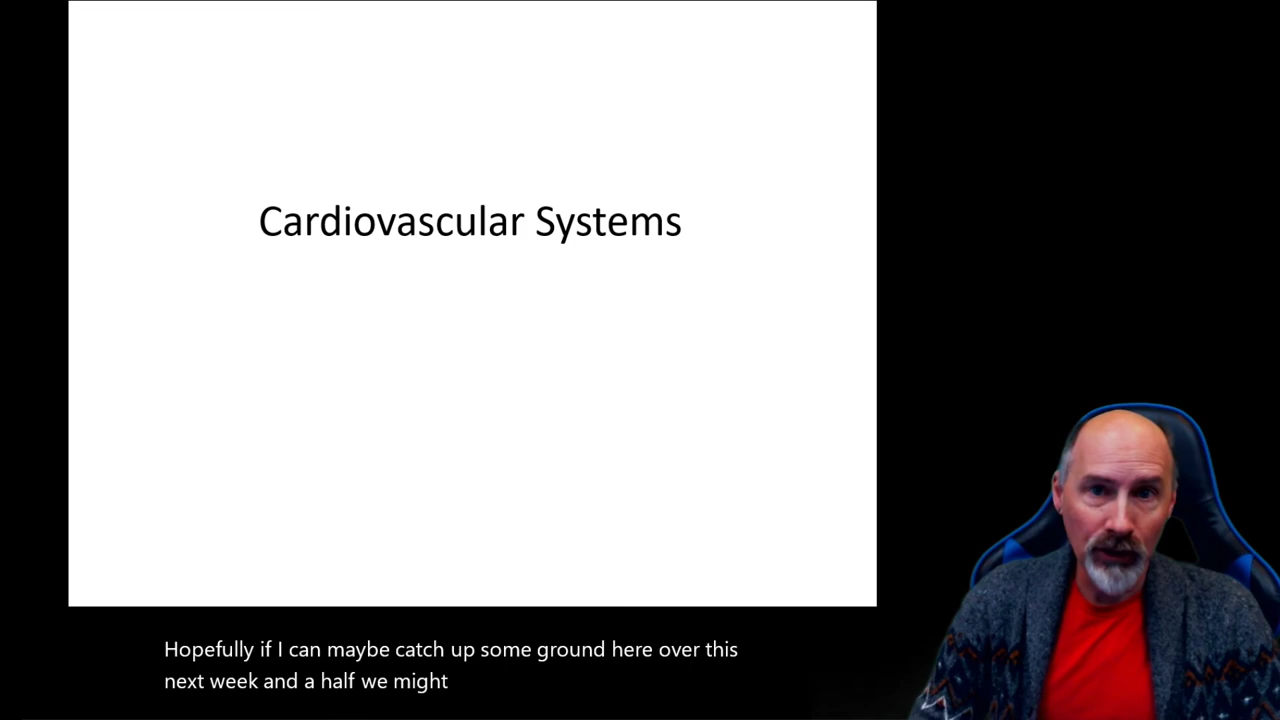 Cardiovascular Systems
Hopefully if I can maybe catch up some ground here over this
next week and a half we might